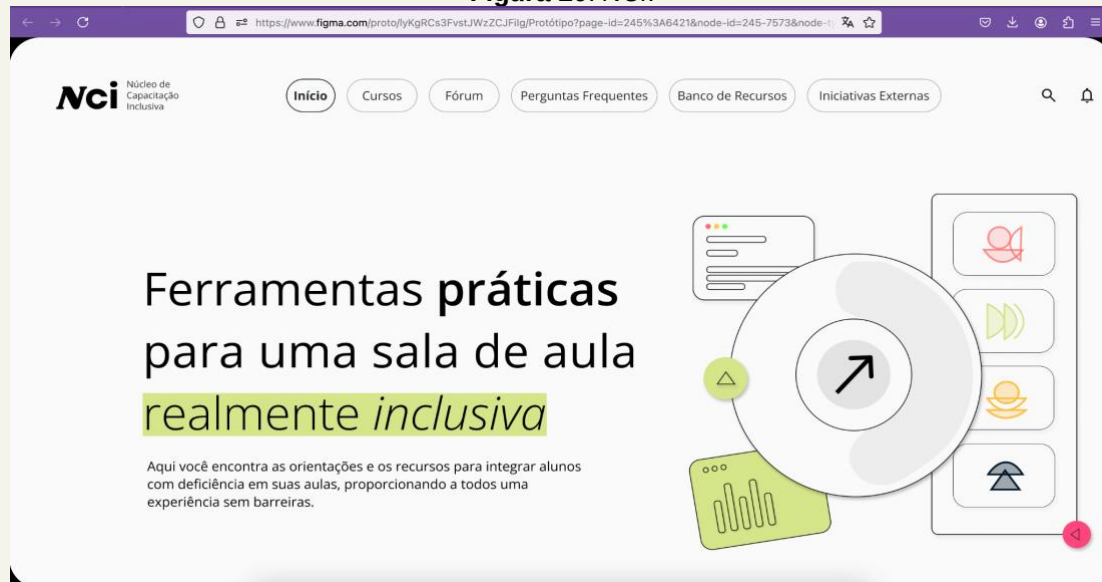 https://www.figma.com/proto/lyKgRCs3FvstJWzZCJFilg/Protótipo?page-id=245%3A6421&node-id=245-7573&node-t
Nci
Núcleo de
Capacitação
Inclusiva
Início
Cursos
Fórum
Perguntas Frequentes
Banco de Recursos
Iniciativas Externas
Ferramentas práticas
para uma sala de aula
realmente inclusiva
Aqui você encontra as orientações e os recursos para integrar alunos
com deficiência em suas aulas, proporcionando a todos uma
experiência sem barreiras.